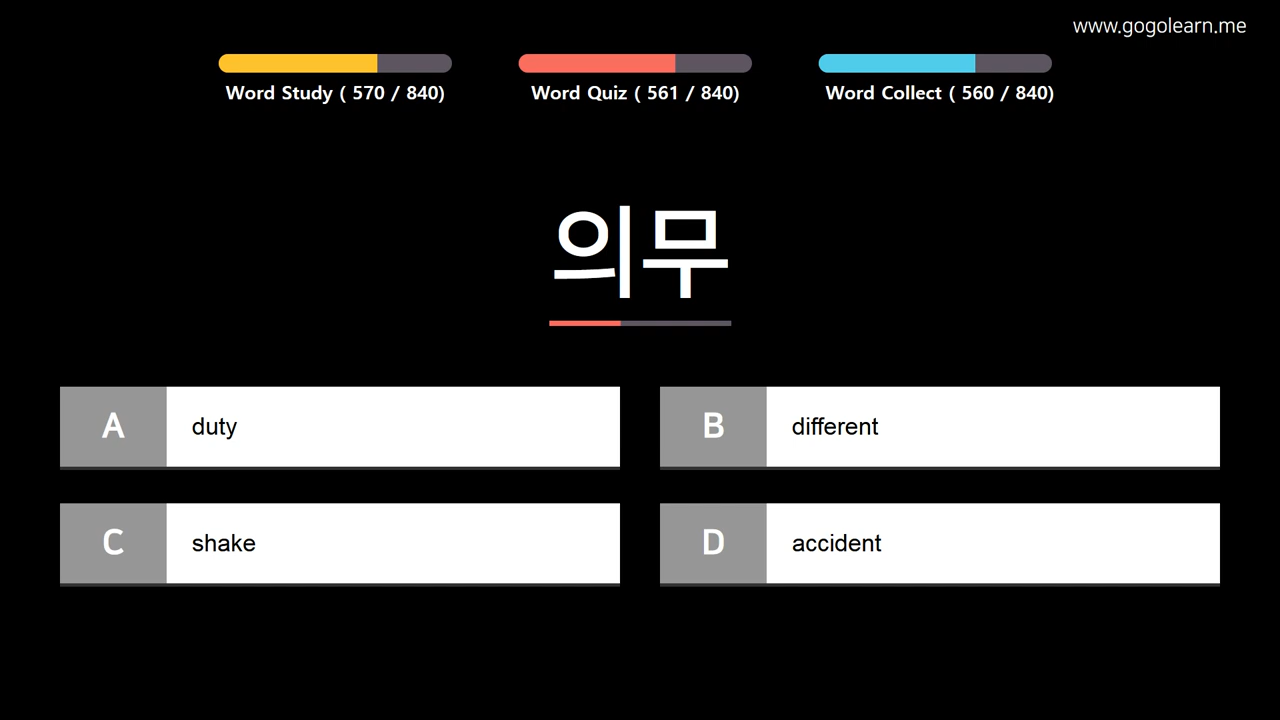 www.gogolearn.me
Word Study ( 570 / 840)
Word Quiz ( 561 / 840)
Word Collect ( 560 / 840)
의무
A duty
B different
C shake
D accident